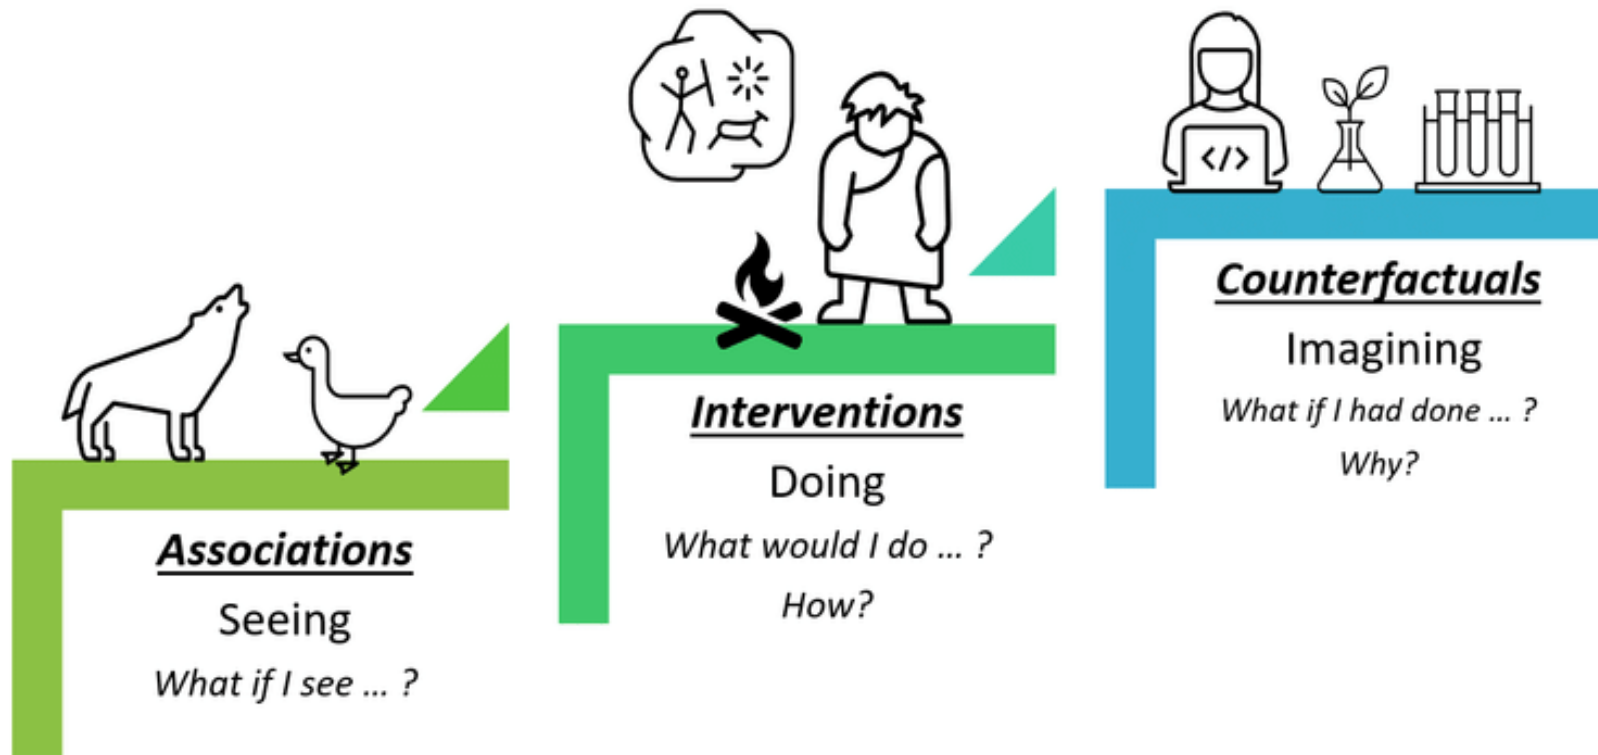 Associations
Seeing
What if I see ... ?
Interventions
Doing
What would I do ... ?
How?
</>
Counterfactuals
Imagining
What if I had done ... ?
Why?